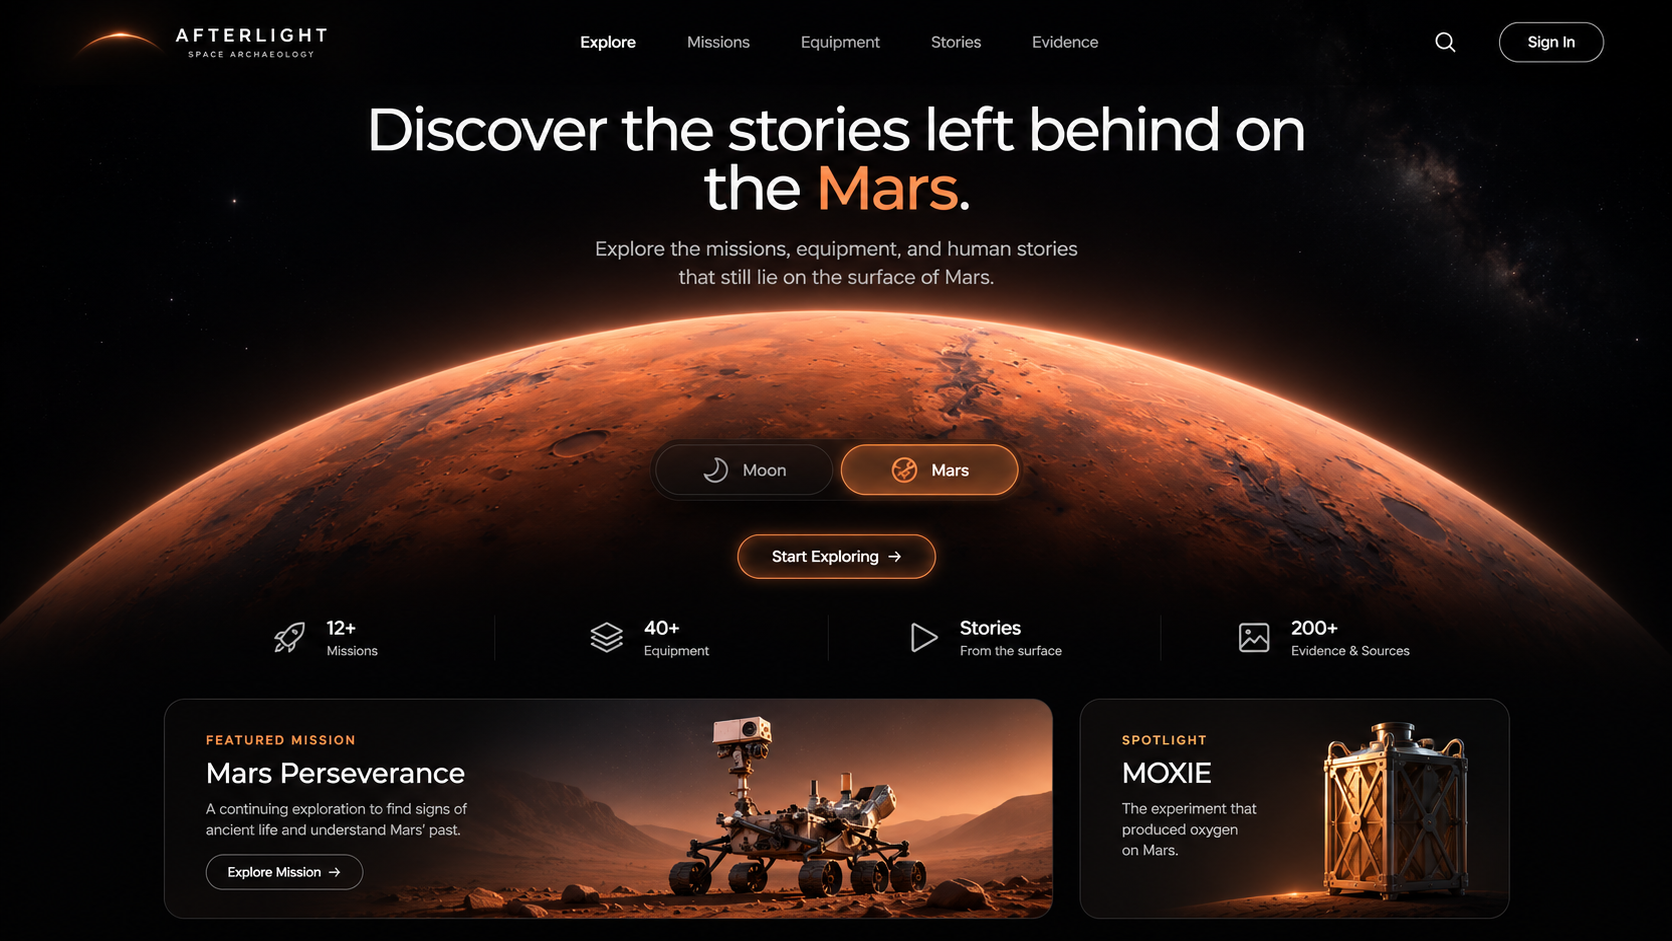 AFTERLIGHT
SPACE ARCHAEOLOGY
Explore
Missions
Equipment
Stories
Evidence
Sign In
Discover the stories left behind on
the Mars.
Explore the missions, equipment, and human stories
that still lie on the surface of Mars.
Moon
Mars
Start Exploring →
12+
Missions
40+
Equipment
Stories
From the surface
200+
Evidence & Sources
FEATURED MISSION
Mars Perseverance
A continuing exploration to find signs of
ancient life and understand Mars' past.
Explore Mission →
SPOTLIGHT
MOXIE
The experiment that
produced oxygen
on Mars.